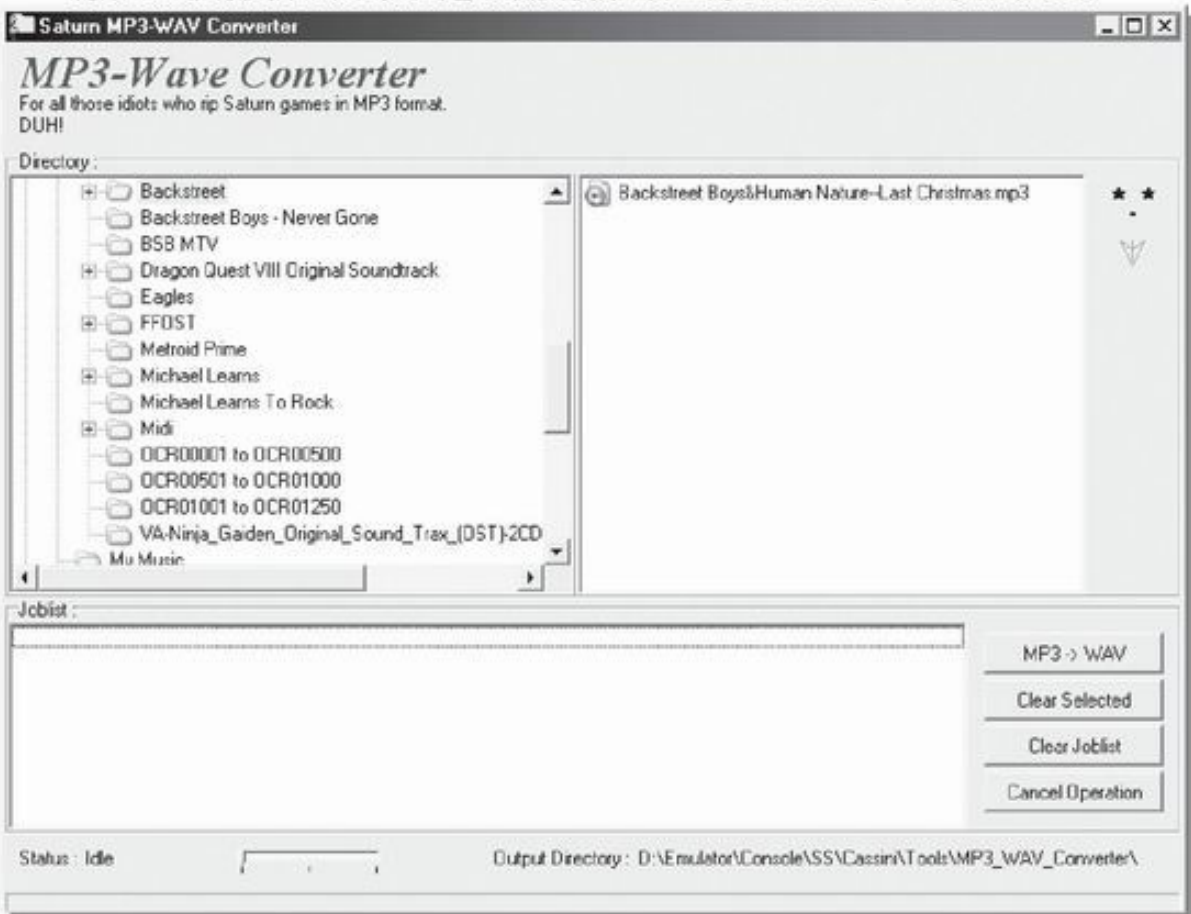 Saturn MP3-WAV Converter
MP3-Wave Converter
For all those idiots who rip Saturn games in MP3 format.
DUH!
Directory :
Backstreet
Backstreet Boys - Never Gone
BSB MTV
Dragon Quest VIII Original Soundtrack
Eagles
FFOST
Metroid Prime
Michael Learns
Michael Learns To Rock
Midi
OCR00001 to OCR00500
OCR00501 to OCR01000
OCR01001 to OCR01250
VA-Ninja_Gaiden_Original_Sound_Trax_(OST)-2CD
My Music
Backstreet Boys&Human Nature--Last Christmas.mp3
Joblist :
MP3 -> WAV
Clear Selected
Clear Joblist
Cancel Operation
Status : Idle
Output Directory : D:\Emulator\Console\SS\Cassini\Tools\MP3_WAV_Converter\